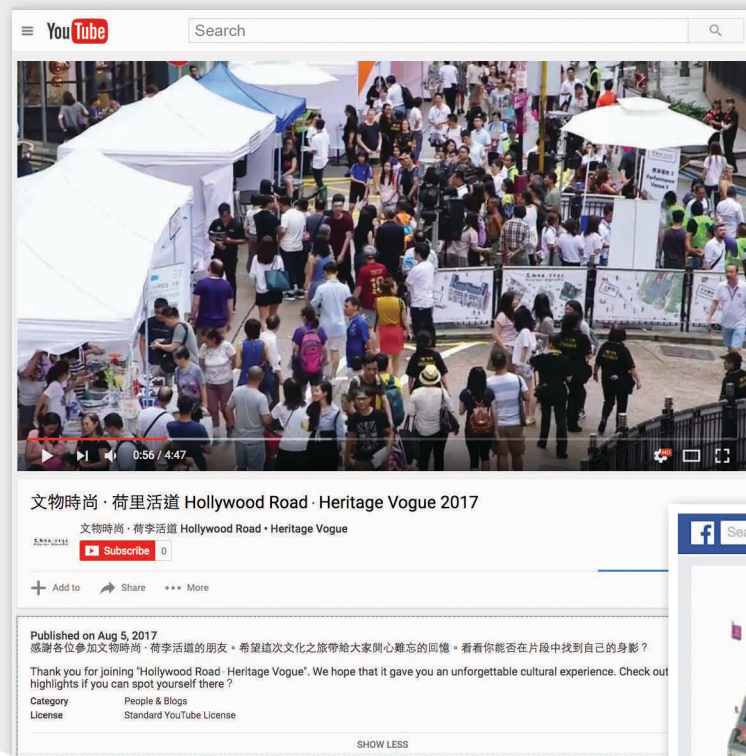 YouTube
Search
Performance
Venue 2
0:56 / 4:47
HD
文物時尚 · 荷里活道 Hollywood Road · Heritage Vogue 2017
文物時尚 · 荷李活道 Hollywood Road • Heritage Vogue
Subscribe 0
Add to Share More
Published on Aug 5, 2017
感謝各位參加文物時尚 · 荷李活道的朋友。希望這次文化之旅帶給大家開心難忘的回憶。看看你能否在片段中找到自己的身影？
Thank you for joining "Hollywood Road · Heritage Vogue". We hope that it gave you an unforgettable cultural experience. Check out
highlights if you can spot yourself there ?
Category People & Blogs
License Standard YouTube License
SHOW LESS
f Sea